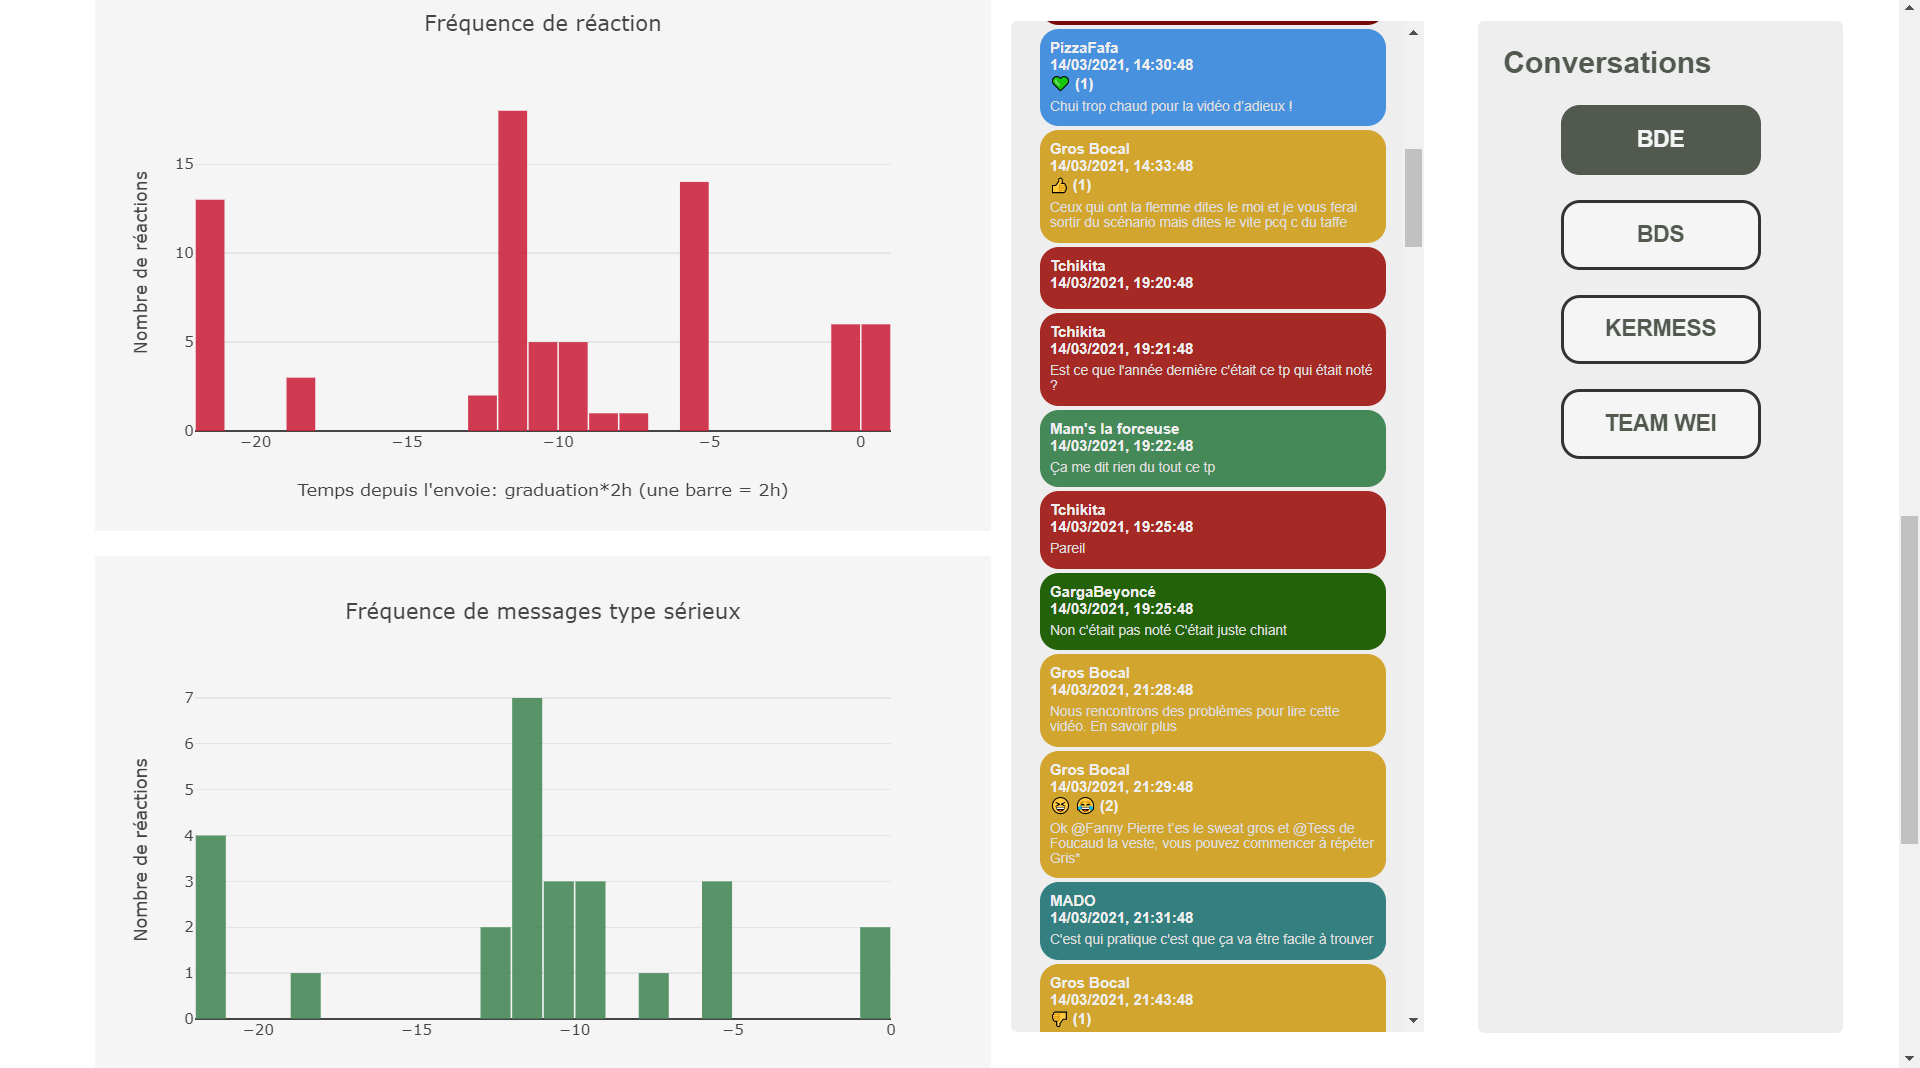 Fréquence de réaction
15
10
5
0
Nombre de réactions
−20
−15
−10
−5
0
Temps depuis l'envoie: graduation*2h (une barre = 2h)
Fréquence de messages type sérieux
7
6
5
4
3
2
1
0
Nombre de réactions
−20
−15
−10
−5
0
PizzaFafa
14/03/2021, 14:30:48
💚 (1)
Chui trop chaud pour la vidéo d'adieux !
Gros Bocal
14/03/2021, 14:33:48
👍 (1)
Ceux qui ont la flemme dites le moi et je vous ferai
sortir du scénario mais dites le vite pcq c du taffe
Tchikita
14/03/2021, 19:20:48
Tchikita
14/03/2021, 19:21:48
Est ce que l'année dernière c'était ce tp qui était noté
?
Mam's la forceuse
14/03/2021, 19:22:48
Ça me dit rien du tout ce tp
Tchikita
14/03/2021, 19:25:48
Pareil
GargaBeyoncé
14/03/2021, 19:25:48
Non c'était pas noté C'était juste chiant
Gros Bocal
14/03/2021, 21:28:48
Nous rencontrons des problèmes pour lire cette
vidéo. En savoir plus
Gros Bocal
14/03/2021, 21:29:48
😆 😂 (2)
Ok @Fanny Pierre t'es le sweat gros et @Tess de
Foucaud la veste, vous pouvez commencer à répéter
Gris*
MADO
14/03/2021, 21:31:48
C'est qui pratique c'est que ça va être facile à trouver
Gros Bocal
14/03/2021, 21:43:48
👎 (1)
Conversations
BDE
BDS
KERMESS
TEAM WEI